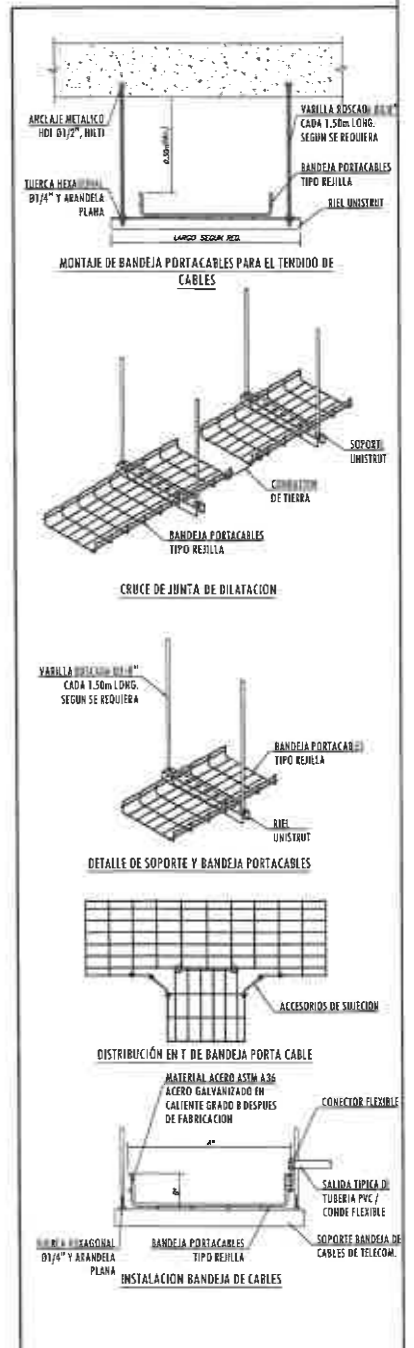 ANCLAJE METALICO
HDI Ø1/2", HILTI
VARILLA ROSCADA
CADA 1.50m LONG.
SEGUN SE REQUIERA
BANDEJA PORTACABLES
TIPO REJILLA
TUERCA HEXAGONAL
Ø1/4" Y ARANDELA
PLANA
RIEL UNISTRUT
LARGO SEGUN REQ.
MONTAJE DE BANDEJA PORTACABLES PARA EL TENDIDO DE
CABLES
SOPORTE
UNISTRUT
DE TIERRA
BANDEJA PORTACABLES
TIPO REJILLA
CRUCE DE JUNTA DE DILATACION
VARILLA
CADA 1.50m LONG.
SEGUN SE REQUIERA
BANDEJA PORTACABLES
TIPO REJILLA
RIEL
UNISTRUT
DETALLE DE SOPORTE Y BANDEJA PORTACABLES
ACCESORIOS DE SUJECION
DISTRIBUCIÓN EN T DE BANDEJA PORTA CABLE
MATERIAL ACERO ASTM A36
ACERO GALVANIZADO EN
CALIENTE GRADO B DESPUES
DE FABRICACION
CONECTOR FLEXIBLE
SALIDA TIPICA D
TUBERIA PVC /
CONDE FLEXIBLE
HEXAGONAL
Ø1/4" Y ARANDELA
PLANA
BANDEJA PORTACABLES
TIPO REJILLA
SOPORTE BANDEJA DE
CABLES DE TELECOM.
INSTALACION BANDEJA DE CABLES